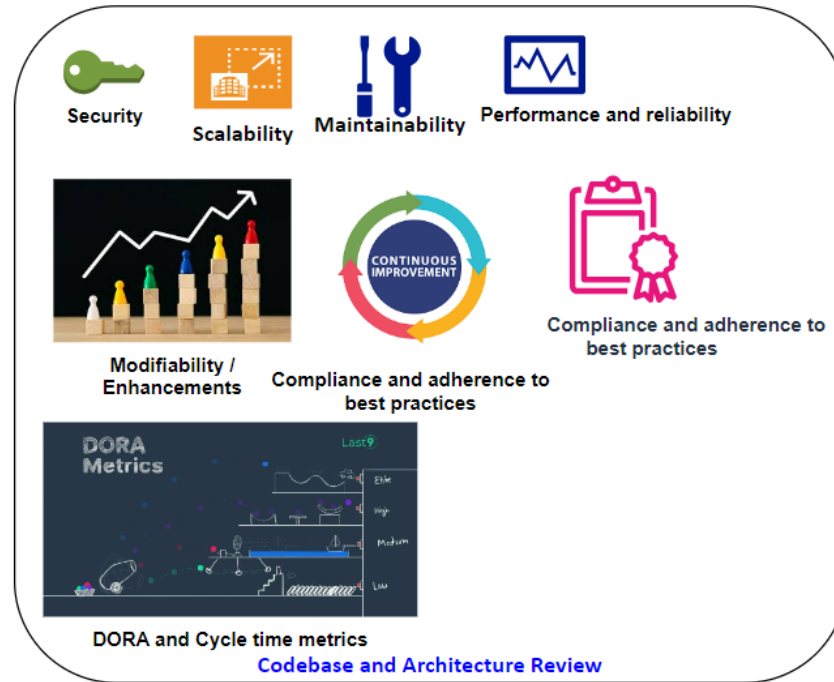 Security
Scalability
Maintainability
Performance and reliability
CONTINUOUS
IMPROVEMENT
Modifiability /
Enhancements
Compliance and adherence to
best practices
Compliance and adherence to
best practices
DORA
Metrics
Last9
Elite
High
Medium
Low
DORA and Cycle time metrics
Codebase and Architecture Review